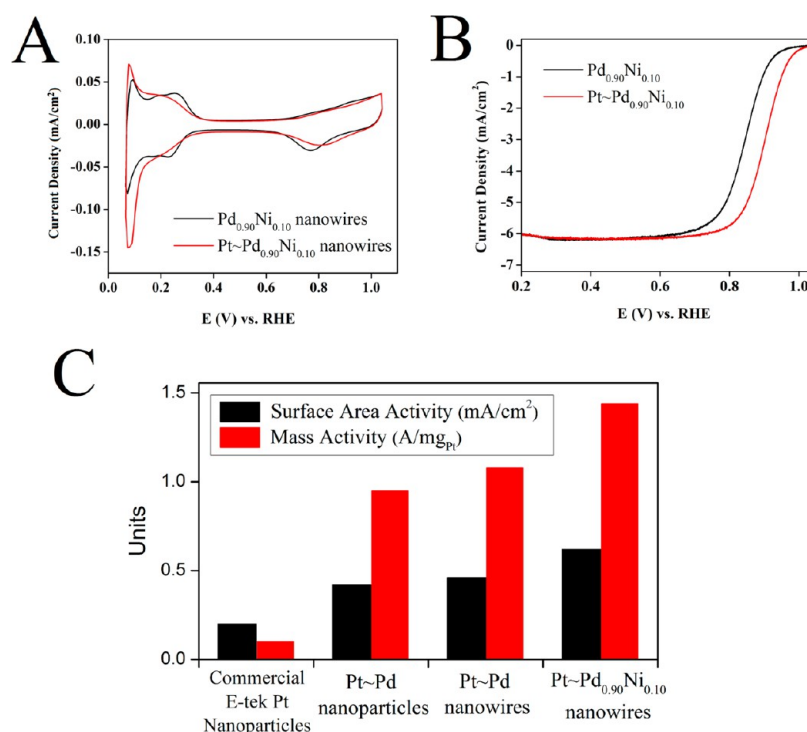 A
0.10
0.05
0.00
-0.05
-0.10
-0.15
Current Density (mA/cm²)
Pd₀.₉₀Ni₀.₁₀ nanowires
Pt~Pd₀.₉₀Ni₀.₁₀ nanowires
0.0 0.2 0.4 0.6 0.8 1.0
E (V) vs. RHE
B
0
-1
-2
-3
-4
-5
-6
-7
Current Density (mA/cm²)
Pd₀.₉₀Ni₀.₁₀
Pt~Pd₀.₉₀Ni₀.₁₀
0.2 0.4 0.6 0.8 1.0
E (V) vs. RHE
C
1.5
1.0
0.5
0.0
Units
Surface Area Activity (mA/cm²)
Mass Activity (A/mg_Pt)
Commercial
E-tek Pt
Nanoparticles
Pt~Pd
nanoparticles
Pt~Pd
nanowires
Pt~Pd₀.₉₀Ni₀.₁₀
nanowires